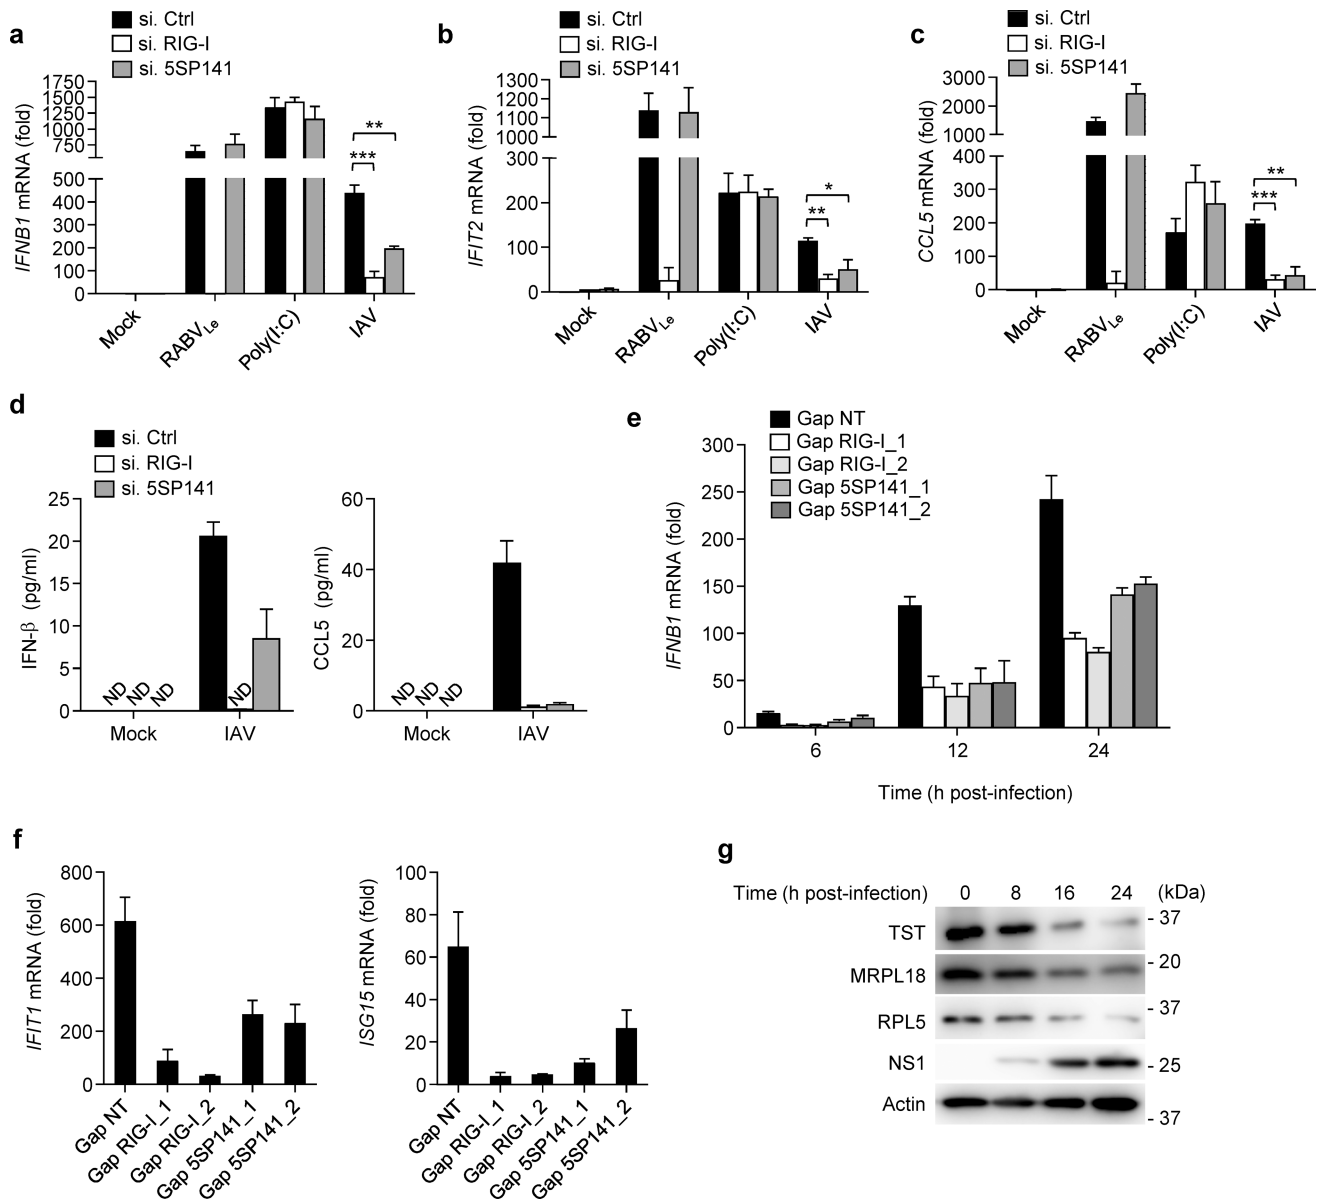 a
si. Ctrl
si. RIG-I
si. 5SP141
IFNB1 mRNA (fold)
1750
1500
1250
1000
750
500
400
300
200
100
0
**
***
Mock
RABVLe
Poly(I:C)
IAV
b
si. Ctrl
si. RIG-I
si. 5SP141
IFIT2 mRNA (fold)
1300
1200
1100
1000
300
200
100
0
*
**
Mock
RABVLe
Poly(I:C)
IAV
c
si. Ctrl
si. RIG-I
si. 5SP141
CCL5 mRNA (fold)
3000
2000
1000
400
300
200
100
0
**
***
Mock
RABVLe
Poly(I:C)
IAV
d
si. Ctrl
si. RIG-I
si. 5SP141
IFN-β (pg/ml)
25
20
15
10
5
0
ND ND ND
ND
Mock IAV
CCL5 (pg/ml)
60
40
20
0
ND ND ND
Mock IAV
e
Gap NT
Gap RIG-I_1
Gap RIG-I_2
Gap 5SP141_1
Gap 5SP141_2
IFNB1 mRNA (fold)
300
250
200
150
100
50
0
6 12 24
Time (h post-infection)
f
IFIT1 mRNA (fold)
800
600
400
200
0
Gap NT
Gap RIG-I_1
Gap RIG-I_2
Gap 5SP141_1
Gap 5SP141_2
ISG15 mRNA (fold)
100
80
60
40
20
0
Gap NT
Gap RIG-I_1
Gap RIG-I_2
Gap 5SP141_1
Gap 5SP141_2
g
Time (h post-infection) 0 8 16 24 (kDa)
TST - 37
MRPL18 - 20
RPL5 - 37
NS1 - 25
Actin - 37